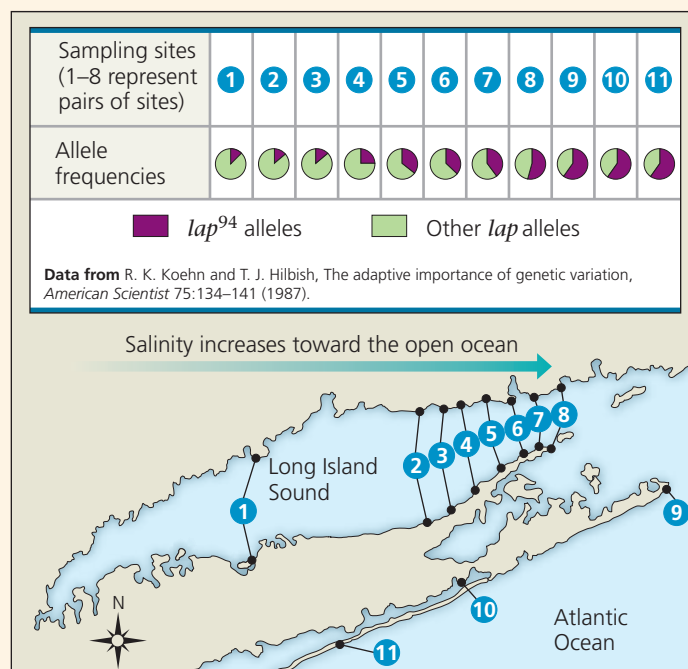 Sampling sites
(1–8 represent
pairs of sites)
1 2 3 4 5 6 7 8 9 10 11
Allele
frequencies
lap94 alleles
Other lap alleles
Data from R. K. Koehn and T. J. Hilbish, The adaptive importance of genetic variation,
American Scientist 75:134–141 (1987).
Salinity increases toward the open ocean
1
2
3
4
5
6
7
8
Long Island
Sound
9
N
10
Atlantic
Ocean
11